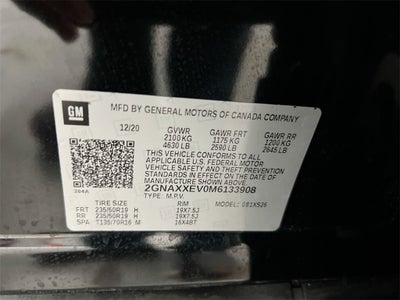 GM
MFD BY GENERAL MOTORS OF CANADA COMPANY
12/20 GVWR GAWR FRT GAWR RR
2100 KG 1175 KG 1200 KG
4630 LB 2590 LB 2645 LB
THIS VEHICLE CONFORMS TO ALL APPLICABLE
U.S. FEDERAL MOTOR VEHICLE SAFETY
THEFT PREVENTION STANDARDS IN
EFFECT ON THE DATE OF MANUFACTURE
SHOWN ABOVE.
2GNAXXEV0M6133908
TYPE: M.P.V. MODEL:
TIRE SIZE RIM
FRT 235/50R19 H 19X7.5J
RR 235/50R19 H 19X7.5J
SPA T135/70R16 M 16X4BT